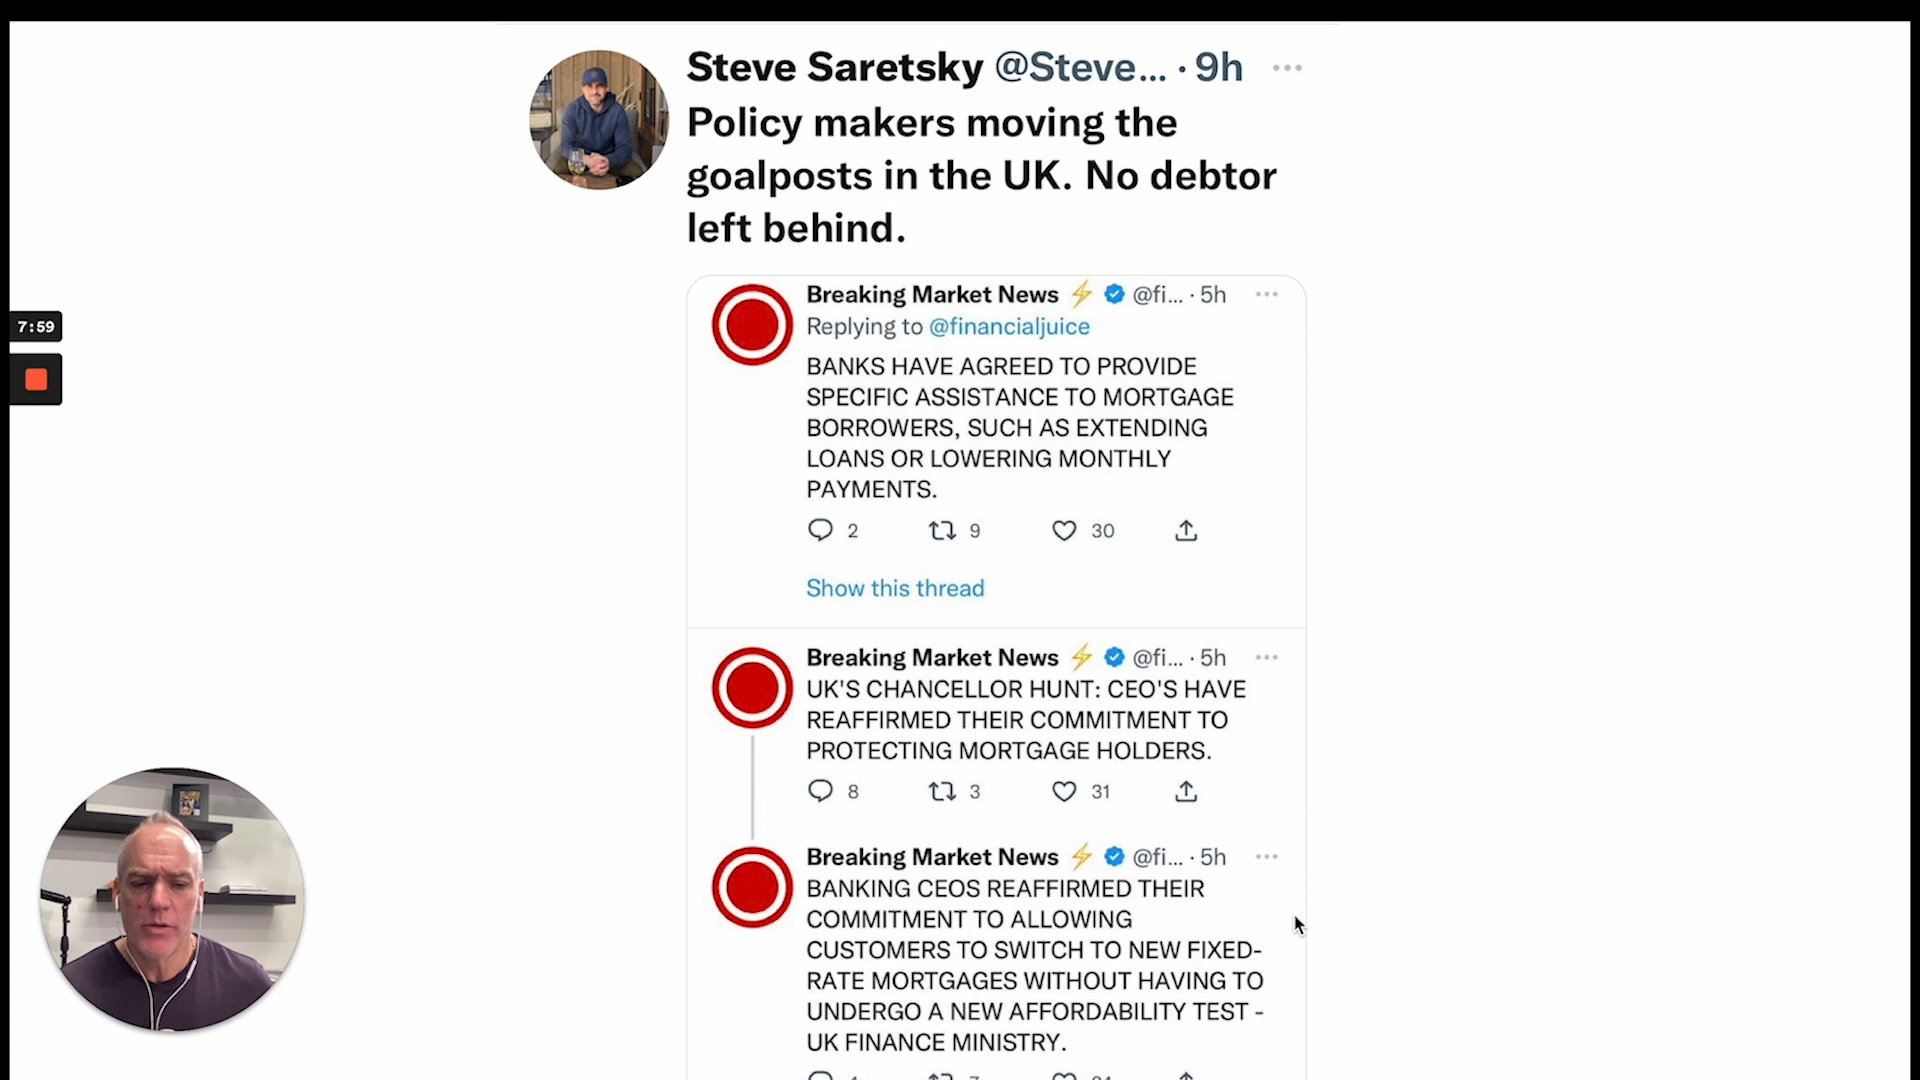 Steve Saretsky @Steve... · 9h ...
Policy makers moving the
goalposts in the UK. No debtor
left behind.
Breaking Market News ⚡ @fi... · 5h ...
Replying to @financialjuice
BANKS HAVE AGREED TO PROVIDE
SPECIFIC ASSISTANCE TO MORTGAGE
BORROWERS, SUCH AS EXTENDING
LOANS OR LOWERING MONTHLY
PAYMENTS.
2 9 30
Show this thread
7:59
Breaking Market News ⚡ @fi... · 5h ...
UK'S CHANCELLOR HUNT: CEO'S HAVE
REAFFIRMED THEIR COMMITMENT TO
PROTECTING MORTGAGE HOLDERS.
8 3 31
Breaking Market News ⚡ @fi... · 5h ...
BANKING CEOS REAFFIRMED THEIR
COMMITMENT TO ALLOWING
CUSTOMERS TO SWITCH TO NEW FIXED-
RATE MORTGAGES WITHOUT HAVING TO
UNDERGO A NEW AFFORDABILITY TEST -
UK FINANCE MINISTRY.